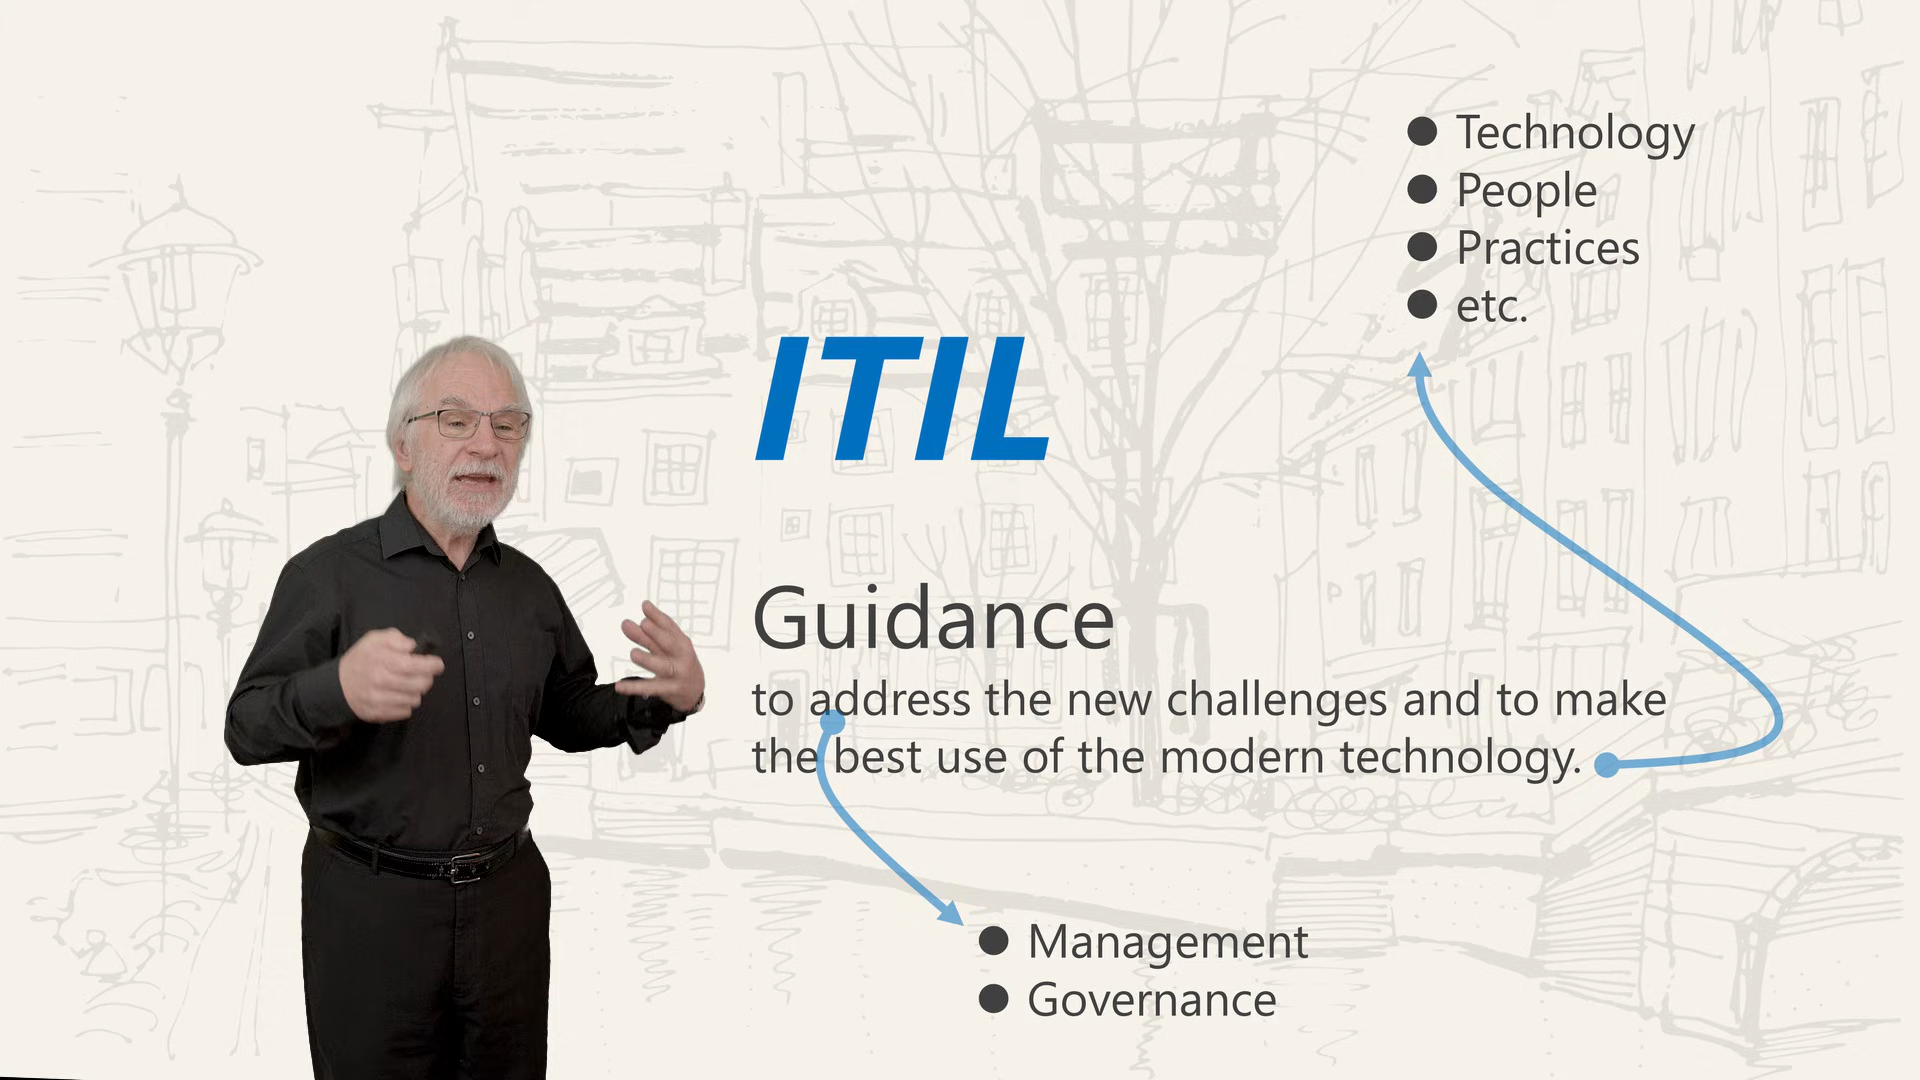 Technology
People
Practices
etc.
ITIL
Guidance
to address the new challenges and to make
the best use of the modern technology.
Management
Governance